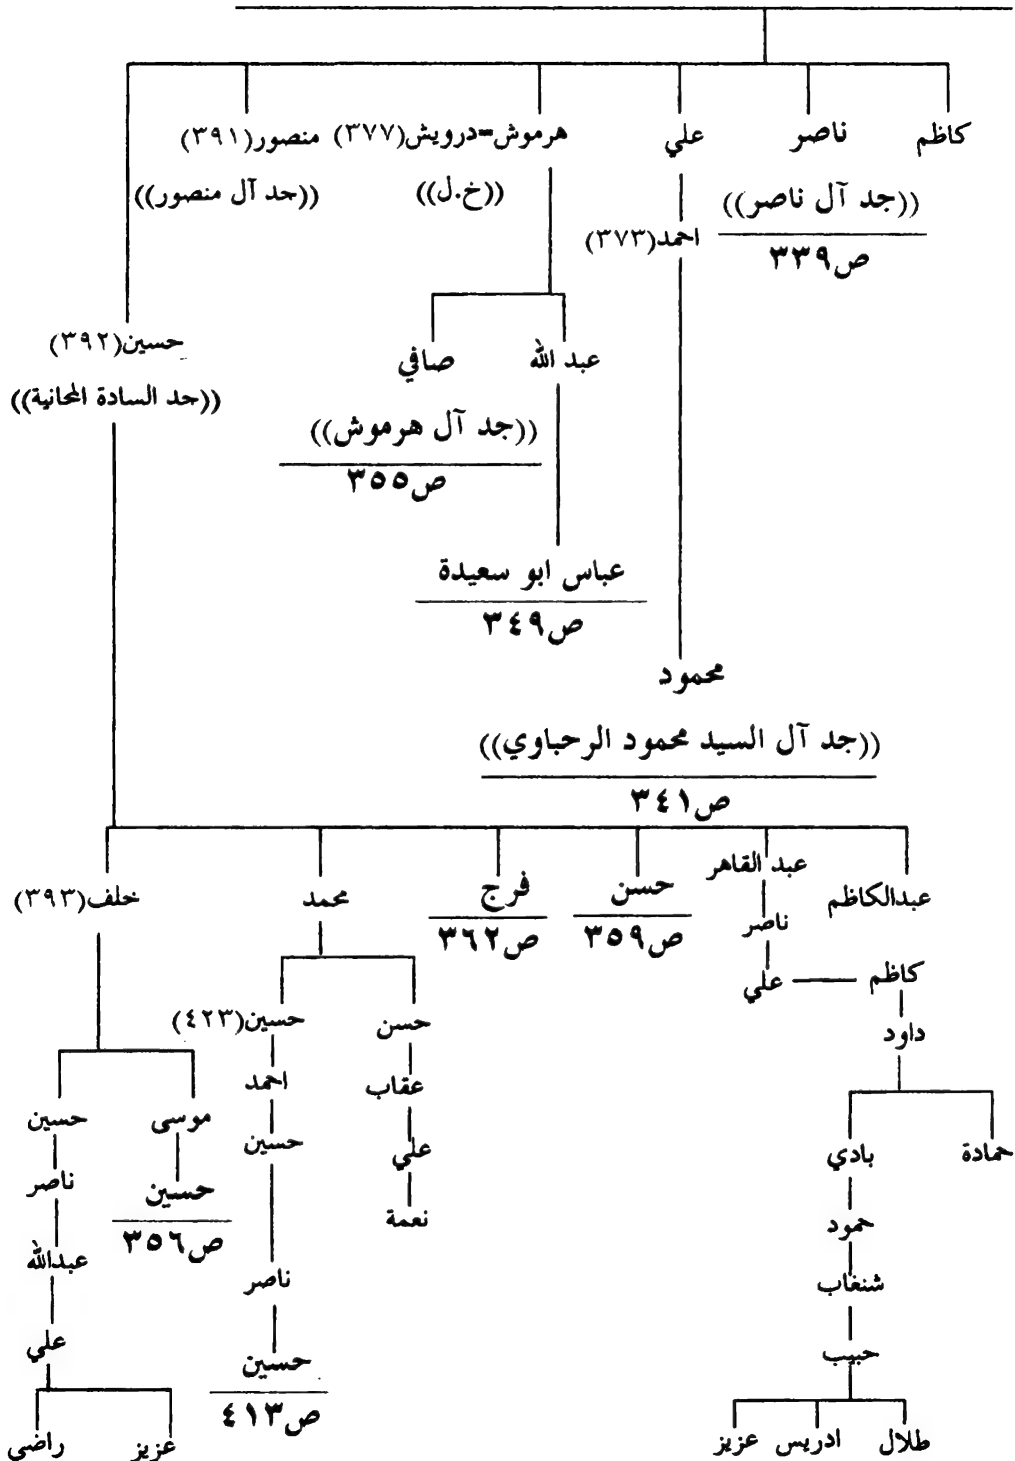 كاظم
ناصر
علي
هرموش=درويش(٣٧٧)
منصور(٣٩١)
((جد آل ناصر))
ص٣٣٩
((خ.ل))
((جد آل منصور))
احمد(٣٧٣)
حسين(٣٩٢)
((جد السادة المحانية))
عبد الله
صافي
((جد آل هرموش))
ص٣٥٥
عباس ابو سعيدة
ص٣٤٩
محمود
((جد آل السيد محمود الرحباوي))
ص٣٤١
عبدالكاظم
عبد القاهر
حسن
ص٣٥٩
فرج
ص٣٦٢
محمد
خلف(٣٩٣)
ناصر
علي
كاظم
داود
حمادة
بادي
حمود
شنغاب
حبيب
طلال
ادريس
عزيز
حسن
عقاب
علي
نعمة
حسين(٤٢٣)
احمد
حسين
ناصر
حسين
ص٤١٣
موسى
حسين
ص٣٥٦
حسين
ناصر
عبدالله
علي
عزيز
راضي